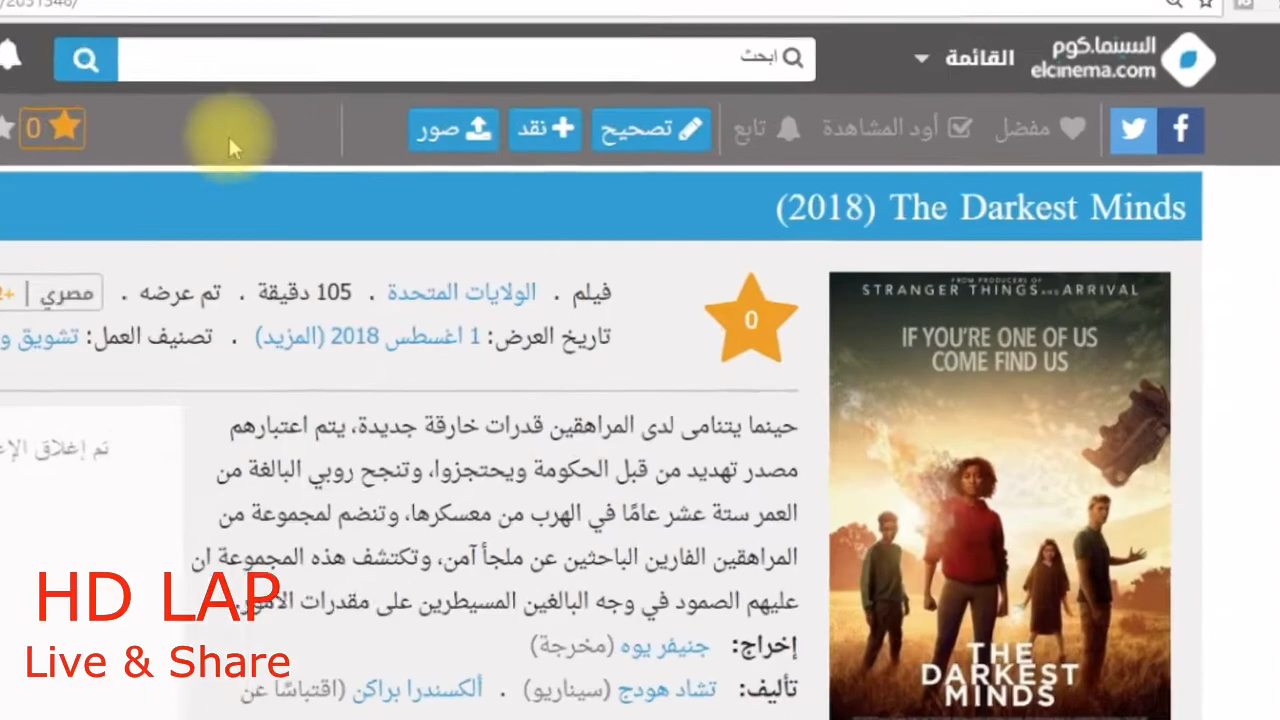 السينما.كوم
elcinema.com
القائمة
ابحث
مفضل
أود المشاهدة
تابع
تصحيح
نقد
صور
0
The Darkest Minds (2018)
0
فيلم . الولايات المتحدة . 105 دقيقة . تم عرضه . مصري
تاريخ العرض: 1 اغسطس 2018 (المزيد) . تصنيف العمل: تشويق
حينما يتنامى لدى المراهقين قدرات خارقة جديدة، يتم اعتبارهم
مصدر تهديد من قبل الحكومة ويحتجزوا، وتنجح روبي البالغة من
العمر ستة عشر عامًا في الهرب من معسكرها، وتنضم لمجموعة من
المراهقين الفارين الباحثين عن ملجأ آمن، وتكتشف هذه المجموعة ان
عليهم الصمود في وجه البالغين المسيطرين على مقدرات الأمور.
إخراج: جنيفر يوه (مخرجة)
تأليف: تشاد هودج (سيناريو) . ألكسندرا براكن (اقتباسًا عن
تم إغلاق
FROM PRODUCERS OF
STRANGER THINGS AND ARRIVAL
IF YOU'RE ONE OF US
COME FIND US
THE
DARKEST
MINDS
HD LAP
Live & Share